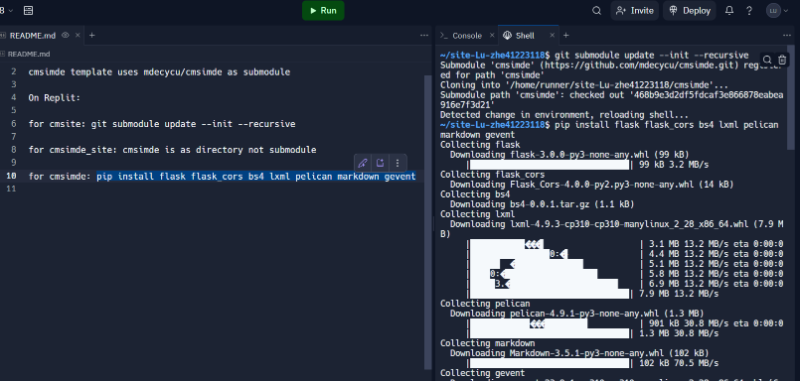 8
Run
Invite
Deploy
LU
README.md
README.md
2 cmsimde template uses mdecycu/cmsimde as submodule
3
4 On Replit:
5
6 for cmsite: git submodule update --init --recursive
7
8 for cmsimde_site: cmsimde is as directory not submodule
9
10 for cmsimde: pip install flask flask_cors bs4 lxml pelican markdown gevent
11
Console
Shell
~/site-Lu-zhe41223118$ git submodule update --init --recursive
Submodule 'cmsimde' (https://github.com/mdecycu/cmsimde.git) regist
ed for path 'cmsimde'
Cloning into '/home/runner/site-Lu-zhe41223118/cmsimde'...
Submodule path 'cmsimde': checked out '468b9e3d2df5fdcaf3e866878eabea
916e7f3d21'
Detected change in environment, reloading shell...
~/site-Lu-zhe41223118$ pip install flask flask_cors bs4 lxml pelican
markdown gevent
Collecting flask
Downloading flask-3.0.0-py3-none-any.whl (99 kB)
| 99 kB 3.2 MB/s
Collecting flask_cors
Downloading Flask_Cors-4.0.0-py2.py3-none-any.whl (14 kB)
Collecting bs4
Downloading bs4-0.0.1.tar.gz (1.1 kB)
Collecting lxml
Downloading lxml-4.9.3-cp310-cp310-manylinux_2_28_x86_64.whl (7.9 M
B)
| 3.1 MB 13.2 MB/s eta 0:00:0
| 4.4 MB 13.2 MB/s eta 0:00:0
| 5.1 MB 13.2 MB/s eta 0:00:0
| 5.8 MB 13.2 MB/s eta 0:00:0
| 6.9 MB 13.2 MB/s eta 0:00:0
| 7.9 MB 13.2 MB/s
Collecting pelican
Downloading pelican-4.9.1-py3-none-any.whl (1.3 MB)
| 901 kB 30.8 MB/s eta 0:00:0
| 1.3 MB 30.8 MB/s
Collecting markdown
Downloading Markdown-3.5.1-py3-none-any.whl (102 kB)
| 102 kB 70.5 MB/s
Collecting gevent